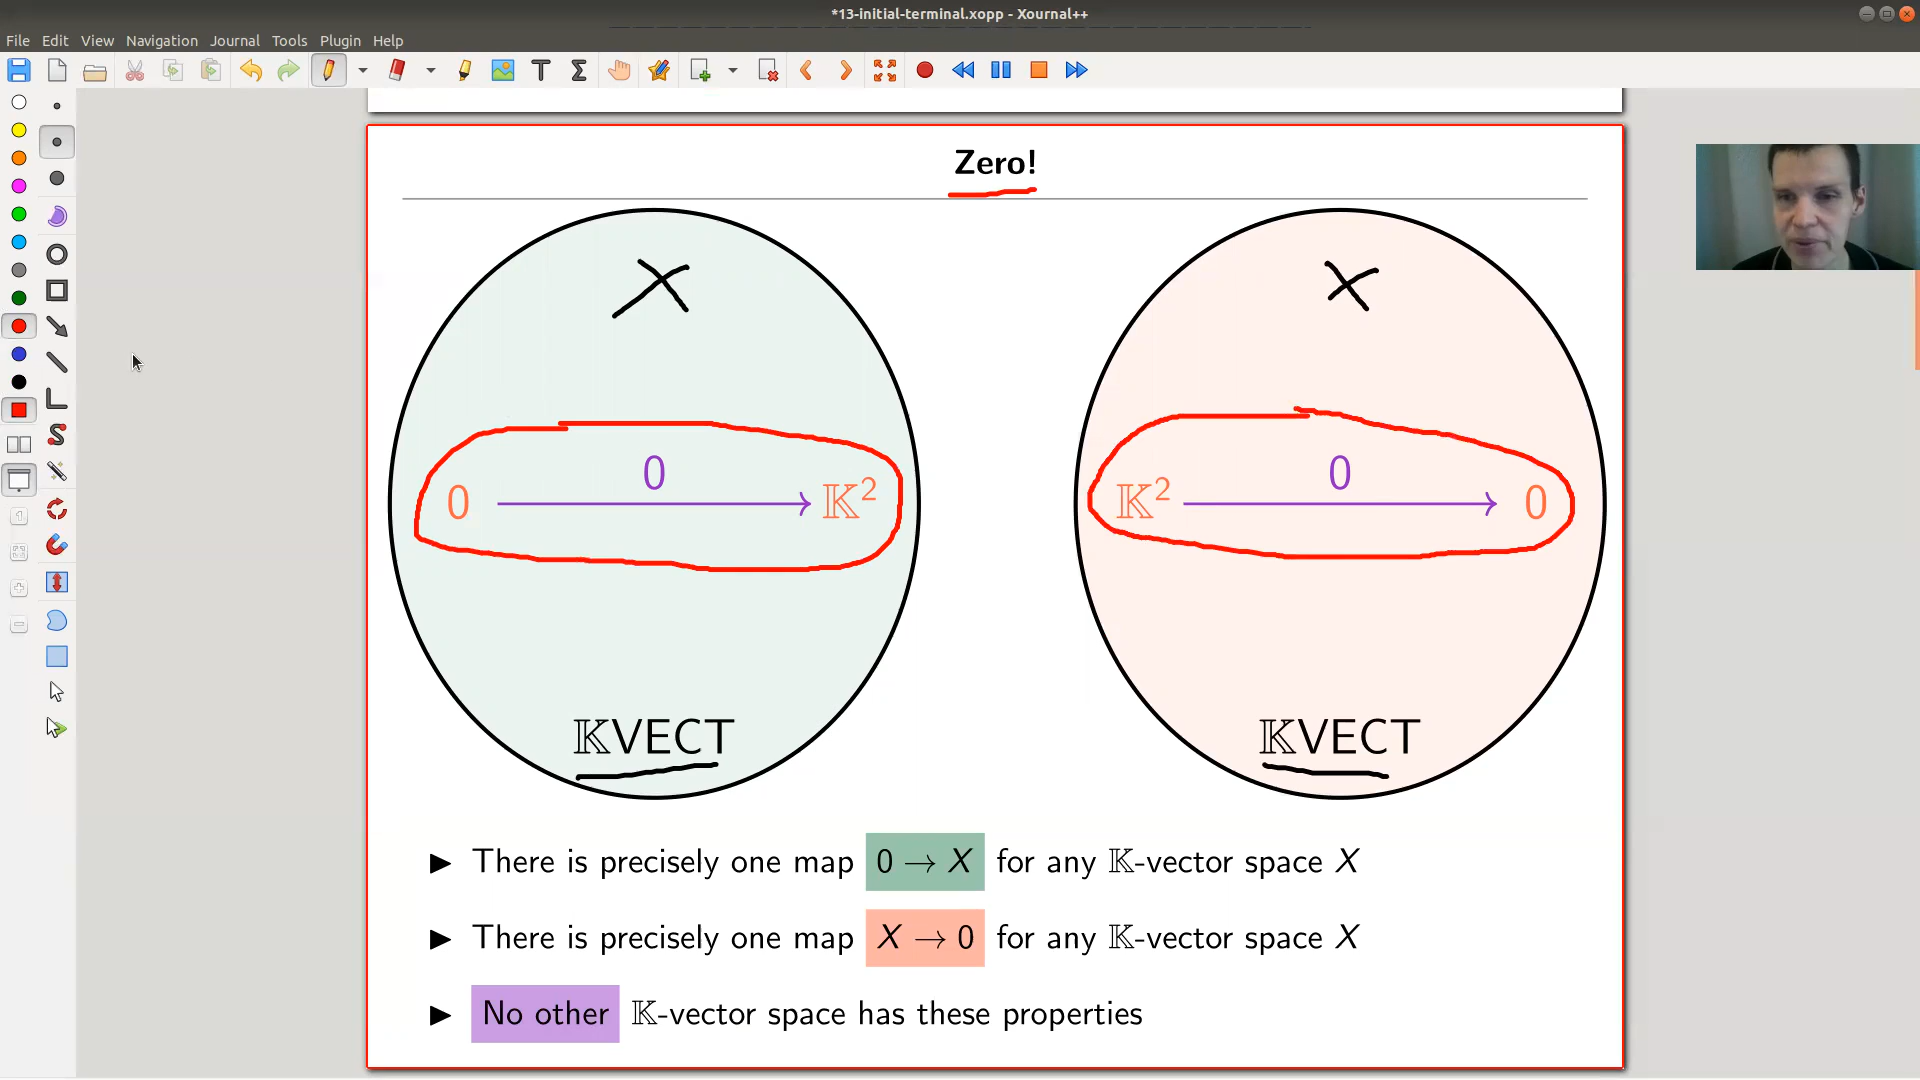 *13-initial-terminal.xopp - Xournal++
File Edit View Navigation Journal Tools Plugin Help
Zero!
X X
0 0
0 → 𝕂² 𝕂² → 0
𝕂VECT 𝕂VECT
▶ There is precisely one map 0 → X for any 𝕂-vector space X
▶ There is precisely one map X → 0 for any 𝕂-vector space X
▶ No other 𝕂-vector space has these properties